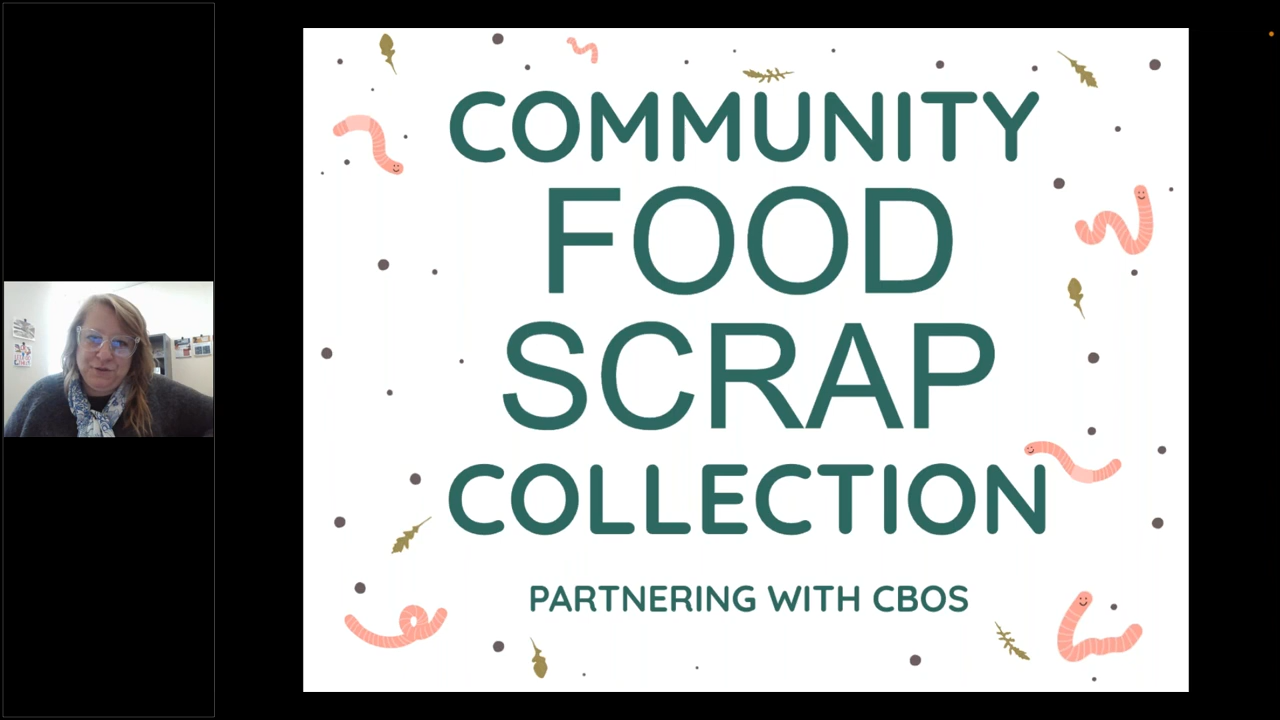 COMMUNITY
FOOD
SCRAP
COLLECTION
PARTNERING WITH CBOS